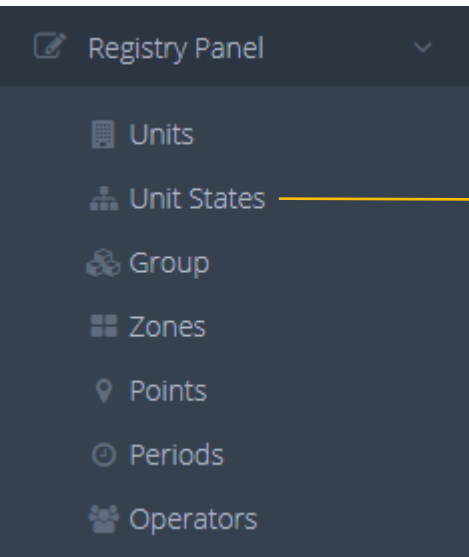 Registry Panel
Units
Unit States
Group
Zones
Points
Periods
Operators